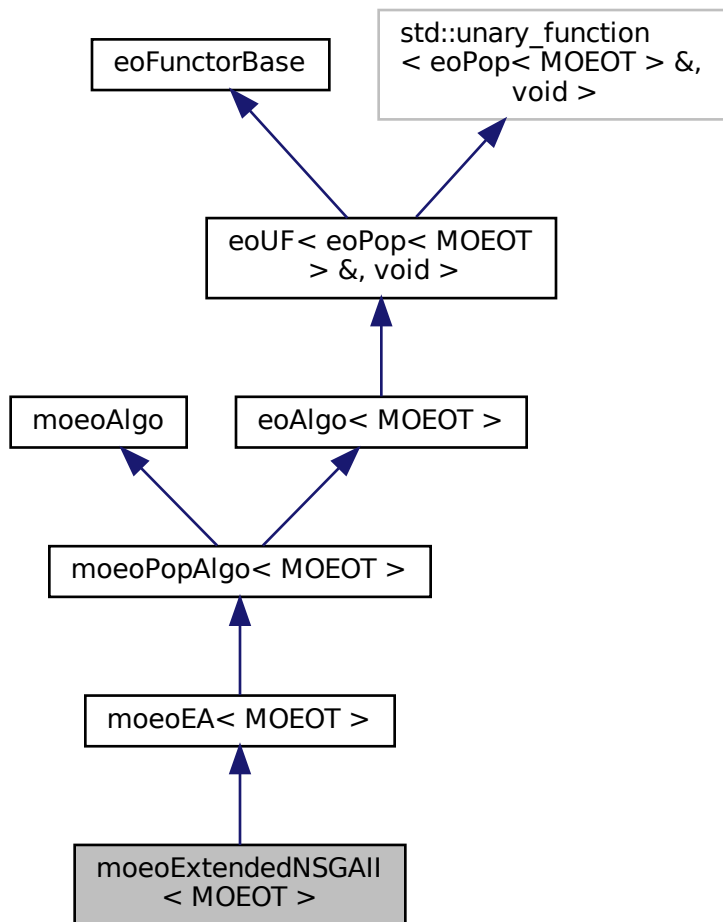 std::unary_function
< eoPop< MOEOT > &,
void >
eoFunctorBase
eoUF< eoPop< MOEOT
> &, void >
moeoAlgo
eoAlgo< MOEOT >
moeoPopAlgo< MOEOT >
moeoEA< MOEOT >
moeoExtendedNSGAII
< MOEOT >